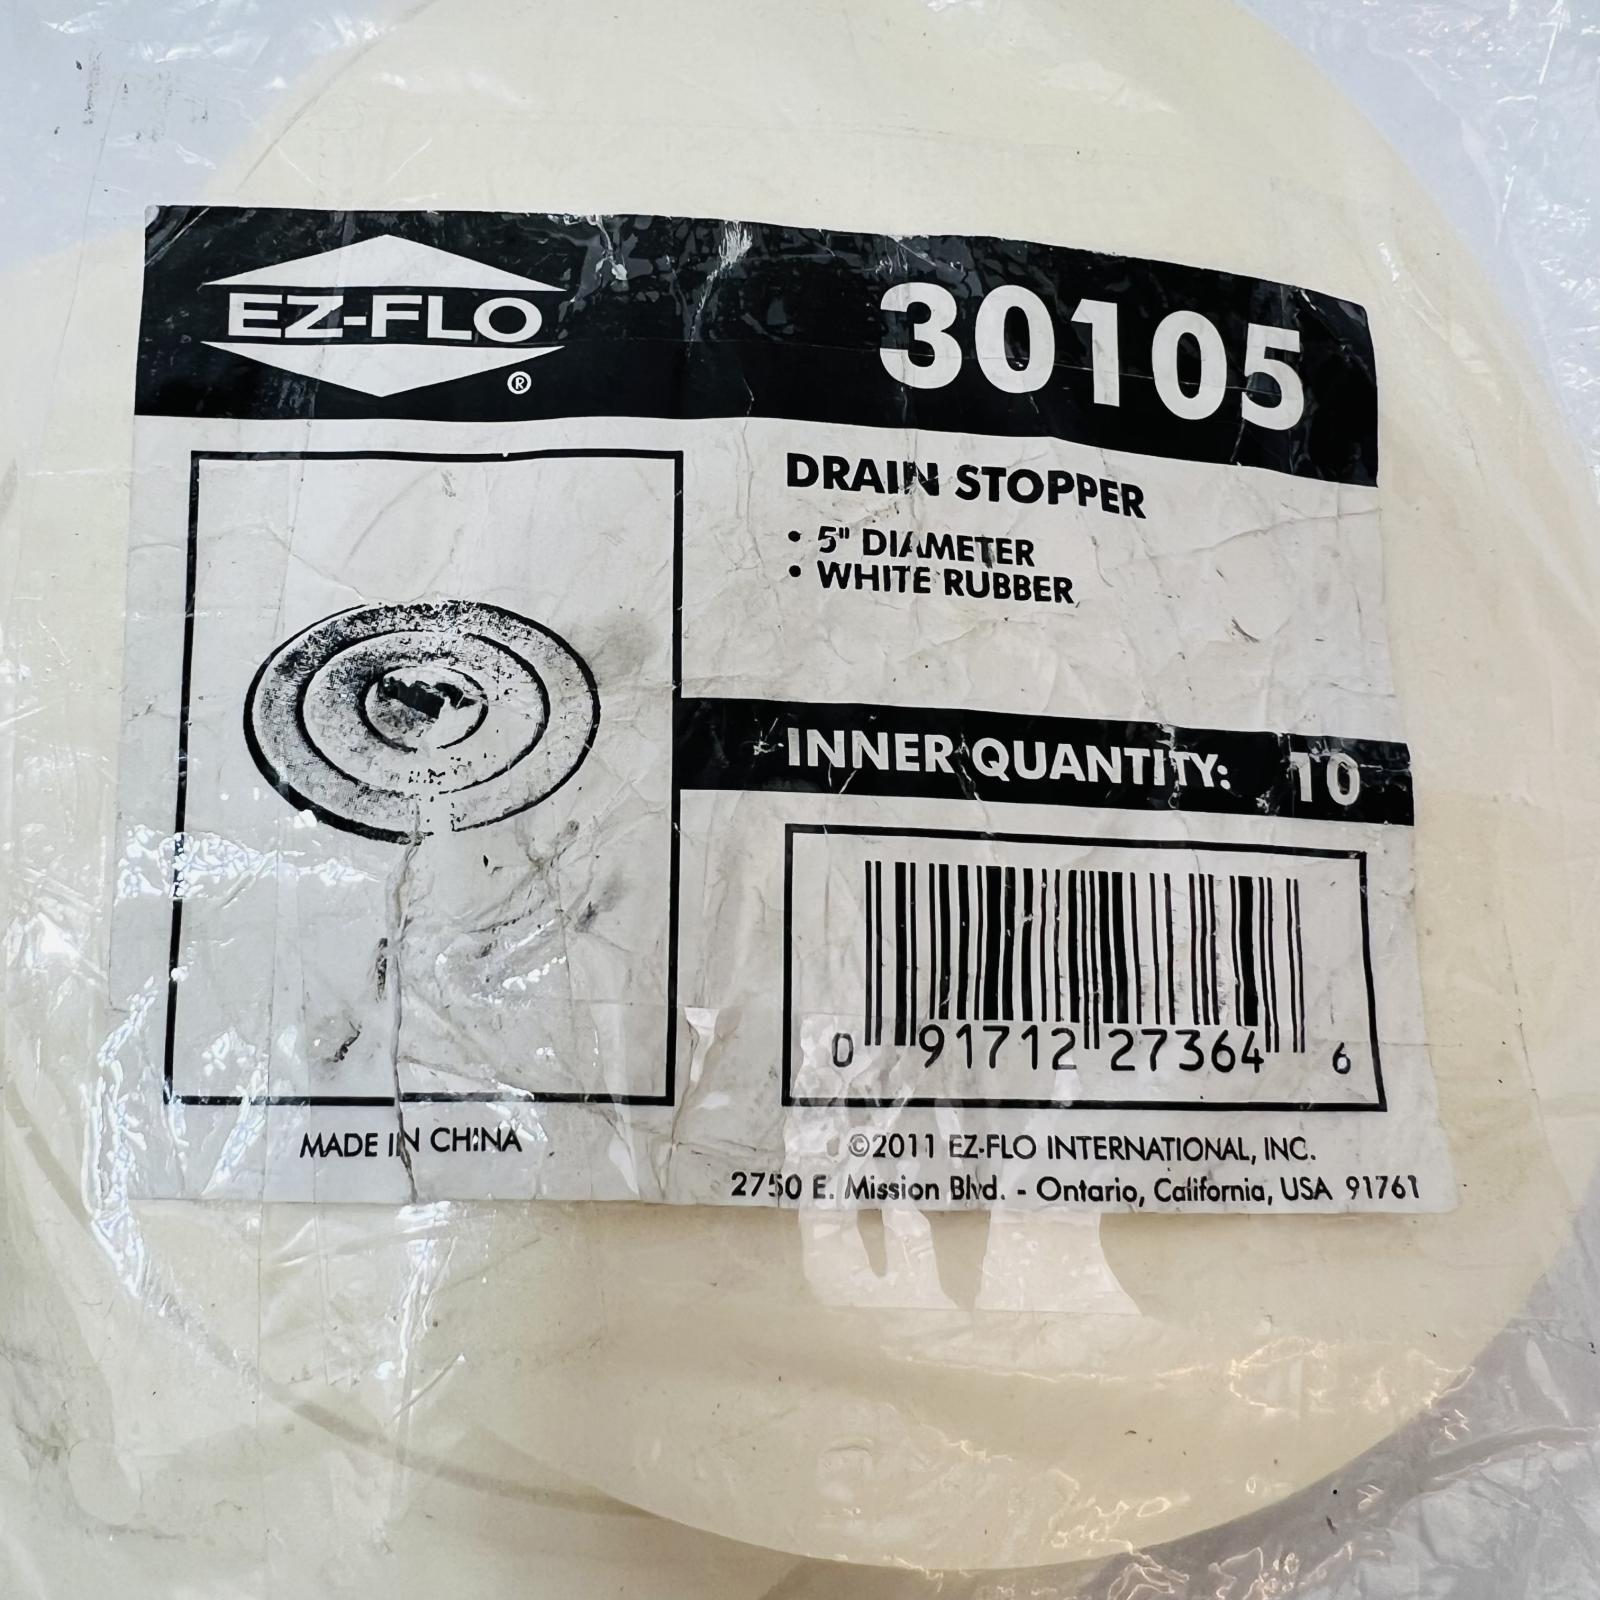 EZ-FLO
®
30105
DRAIN STOPPER
• 5" DIAMETER
• WHITE RUBBER
INNER QUANTITY: 10
0 91712 27364 6
MADE IN CHINA
©2011 EZ-FLO INTERNATIONAL, INC.
2750 E. Mission Blvd. - Ontario, California, USA 91761